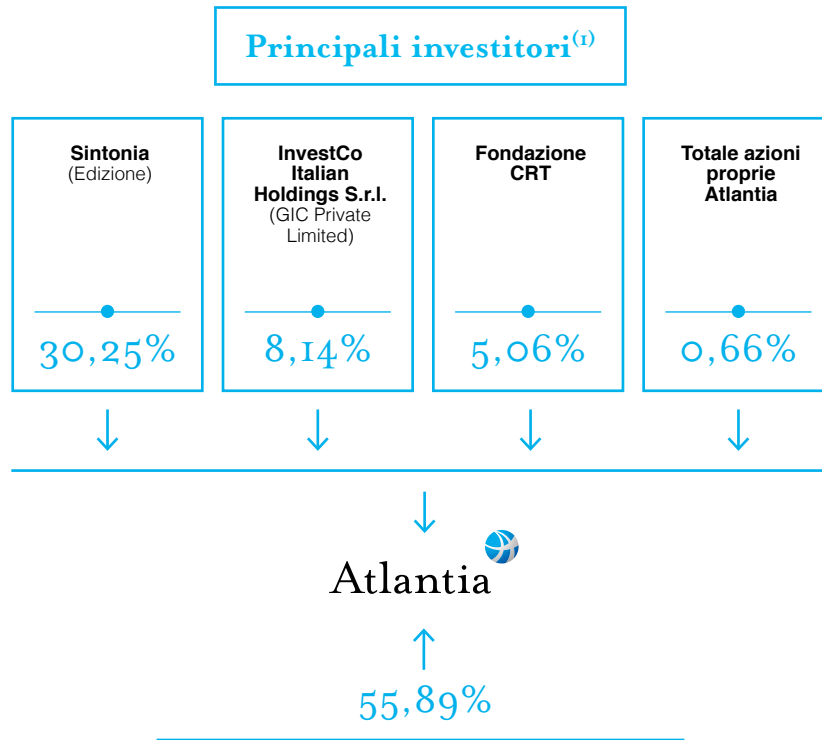 Principali investitori(1)
Sintonia
(Edizione)
30,25%
InvestCo
Italian
Holdings S.r.l.
(GIC Private
Limited)
8,14%
Fondazione
CRT
5,06%
Totale azioni
proprie
Atlantia
0,66%
Atlantia
55,89%